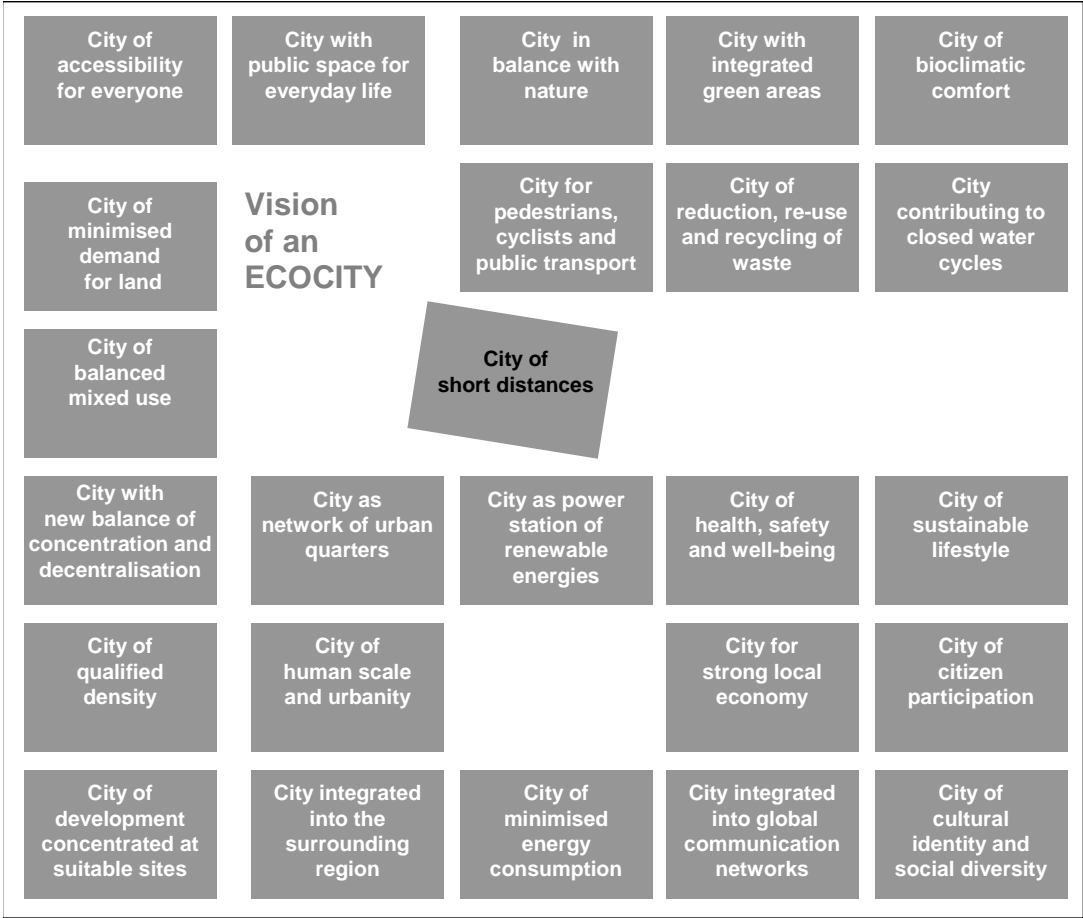 City of
accessibility
for everyone
City with
public space for
everyday life
City in
balance with
nature
City with
integrated
green areas
City of
bioclimatic
comfort
City of
minimised
demand
for land
Vision
of an
ECOCITY
City for
pedestrians,
cyclists and
public transport
City of
reduction, re-use
and recycling of
waste
City
contributing to
closed water
cycles
City of
balanced
mixed use
City of
short distances
City with
new balance of
concentration and
decentralisation
City as
network of urban
quarters
City as power
station of
renewable
energies
City of
health, safety
and well-being
City of
sustainable
lifestyle
City of
qualified
density
City of
human scale
and urbanity
City for
strong local
economy
City of
citizen
participation
City of
development
concentrated at
suitable sites
City integrated
into the
surrounding
region
City of
minimised
energy
consumption
City integrated
into global
communication
networks
City of
cultural
identity and
social diversity